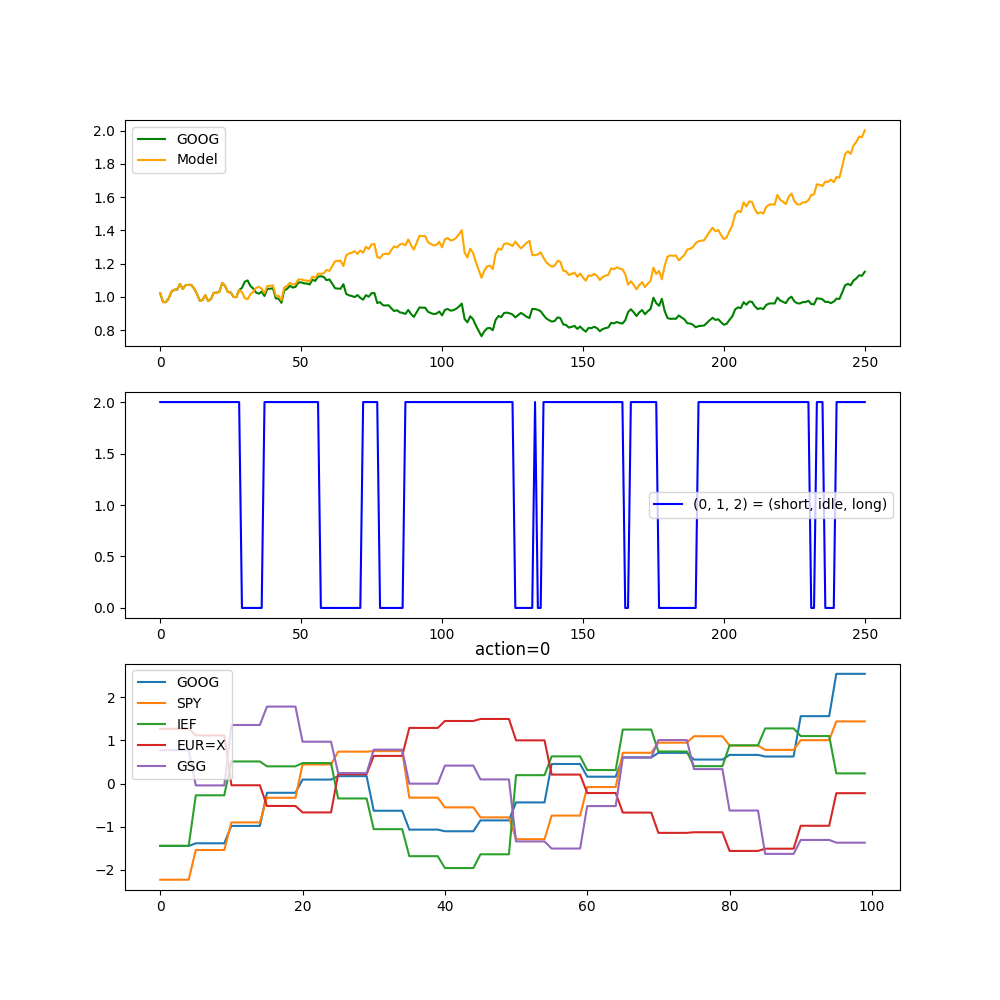 2.0
1.8
1.6
1.4
1.2
1.0
0.8
GOOG
Model
0 50 100 150 200 250
2.0
1.5
1.0
0.5
0.0
(0, 1, 2) = (short, idle, long)
0 50 100 150 200 250
action=0
2
1
0
−1
−2
GOOG
SPY
IEF
EUR=X
GSG
0 20 40 60 80 100